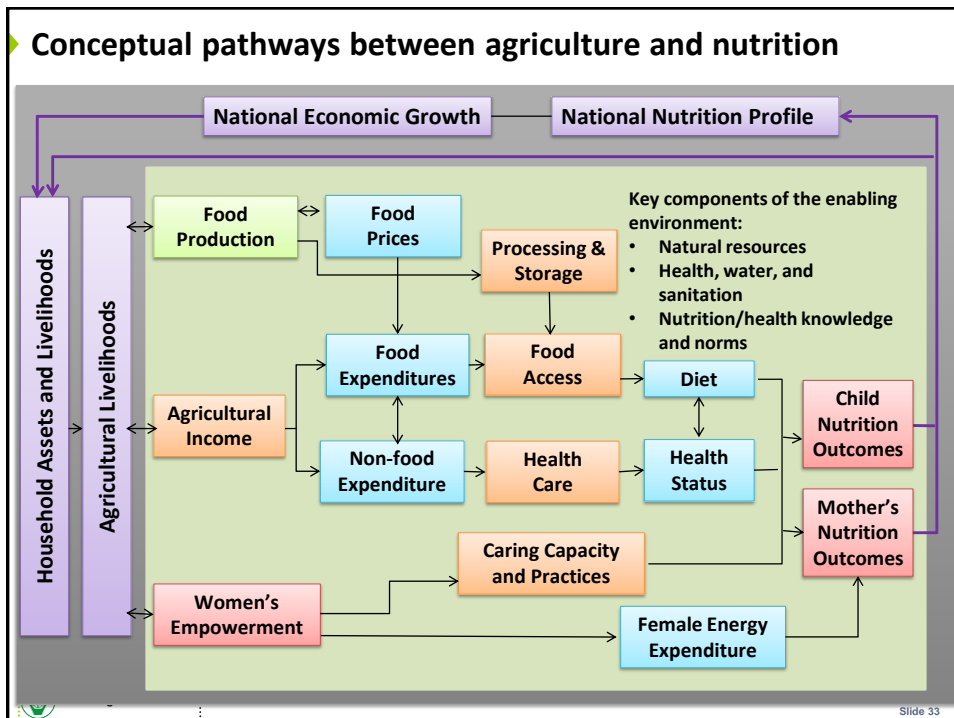 Conceptual pathways between agriculture and nutrition
National Economic Growth
National Nutrition Profile
Household Assets and Livelihoods
Agricultural Livelihoods
Food
Production
Food
Prices
Processing &
Storage
Key components of the enabling
environment:
• Natural resources
• Health, water, and
sanitation
• Nutrition/health knowledge
and norms
Food
Expenditures
Food
Access
Diet
Agricultural
Income
Child
Nutrition
Outcomes
Non-food
Expenditure
Health
Care
Health
Status
Mother’s
Nutrition
Outcomes
Caring Capacity
and Practices
Women’s
Empowerment
Female Energy
Expenditure
Slide 33